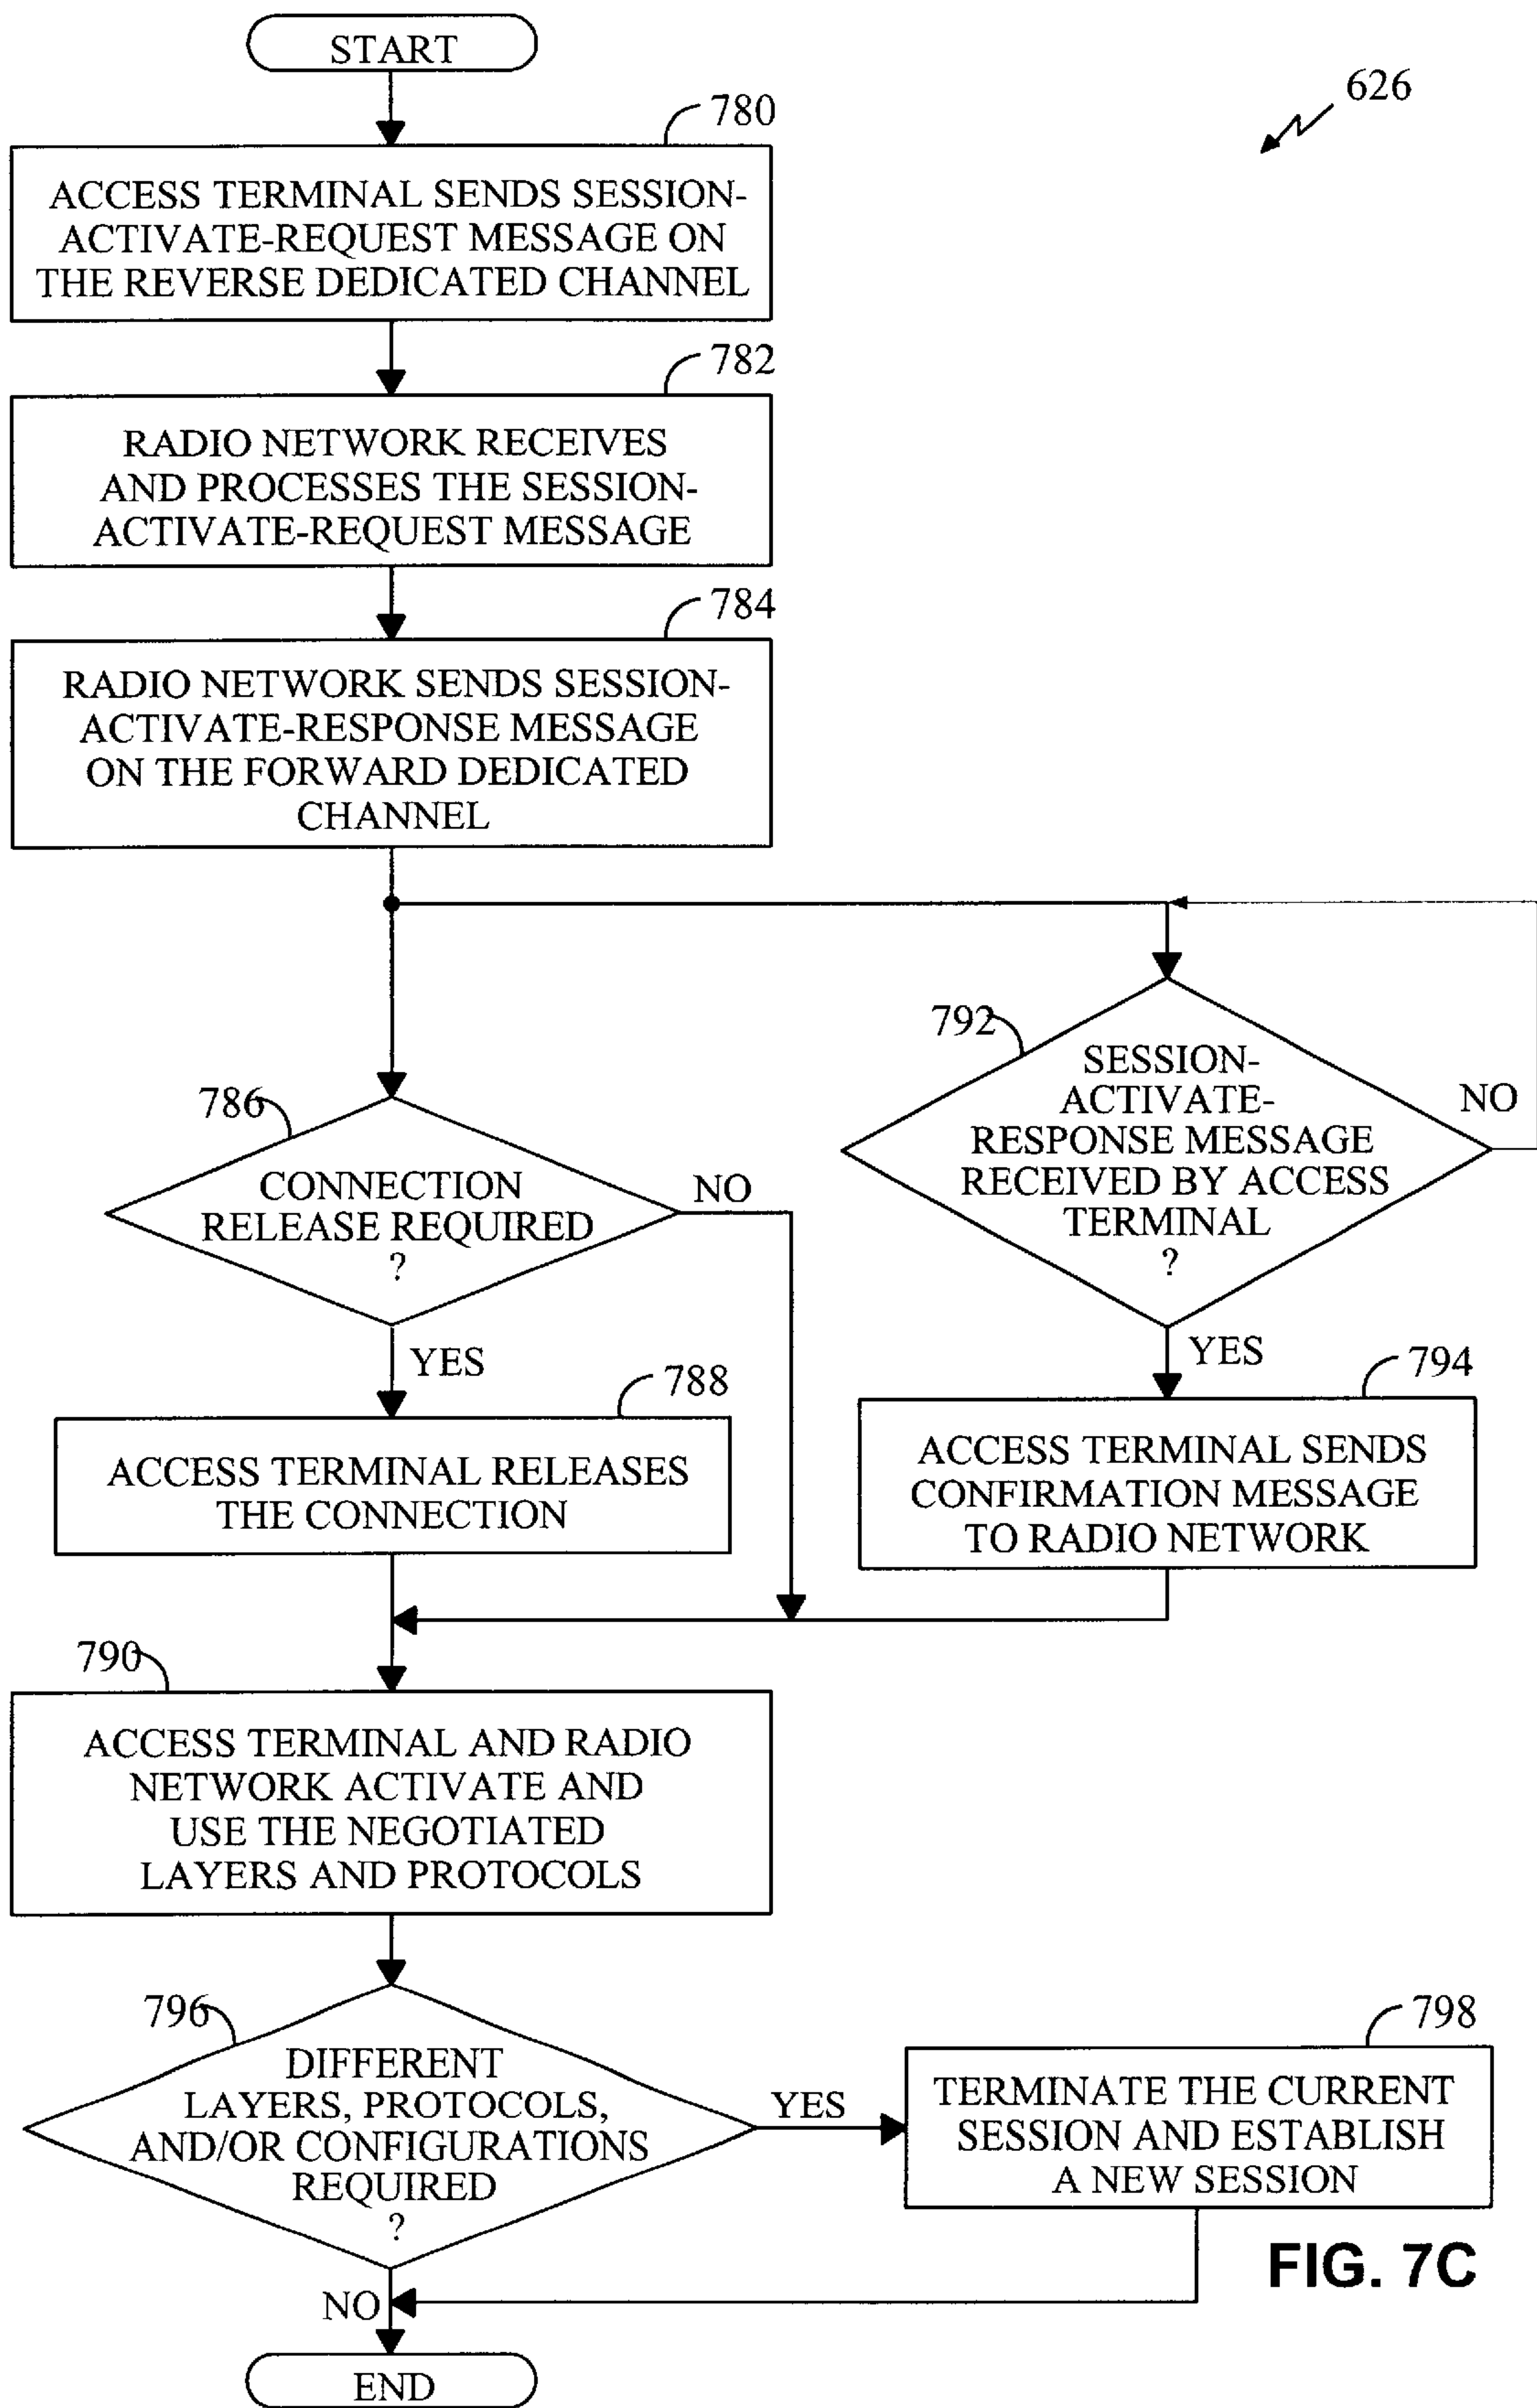 START
626
780
ACCESS TERMINAL SENDS SESSION-
ACTIVATE-REQUEST MESSAGE ON
THE REVERSE DEDICATED CHANNEL
782
RADIO NETWORK RECEIVES
AND PROCESSES THE SESSION-
ACTIVATE-REQUEST MESSAGE
784
RADIO NETWORK SENDS SESSION-
ACTIVATE-RESPONSE MESSAGE
ON THE FORWARD DEDICATED
CHANNEL
786
CONNECTION
RELEASE REQUIRED
?
NO
YES
792
SESSION-
ACTIVATE-
RESPONSE MESSAGE
RECEIVED BY ACCESS
TERMINAL
?
NO
YES
788
ACCESS TERMINAL RELEASES
THE CONNECTION
794
ACCESS TERMINAL SENDS
CONFIRMATION MESSAGE
TO RADIO NETWORK
790
ACCESS TERMINAL AND RADIO
NETWORK ACTIVATE AND
USE THE NEGOTIATED
LAYERS AND PROTOCOLS
796
DIFFERENT
LAYERS, PROTOCOLS,
AND/OR CONFIGURATIONS
REQUIRED
?
YES
798
TERMINATE THE CURRENT
SESSION AND ESTABLISH
A NEW SESSION
NO
END
FIG. 7C